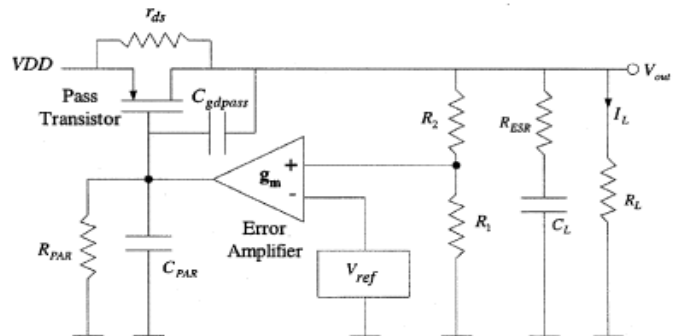 r_ds
VDD
V_out
Pass
Transistor
C_gdpass
R_2
R_ESR
I_L
g_m
+
-
Error
Amplifier
R_PAR
C_PAR
V_ref
R_1
C_L
R_L